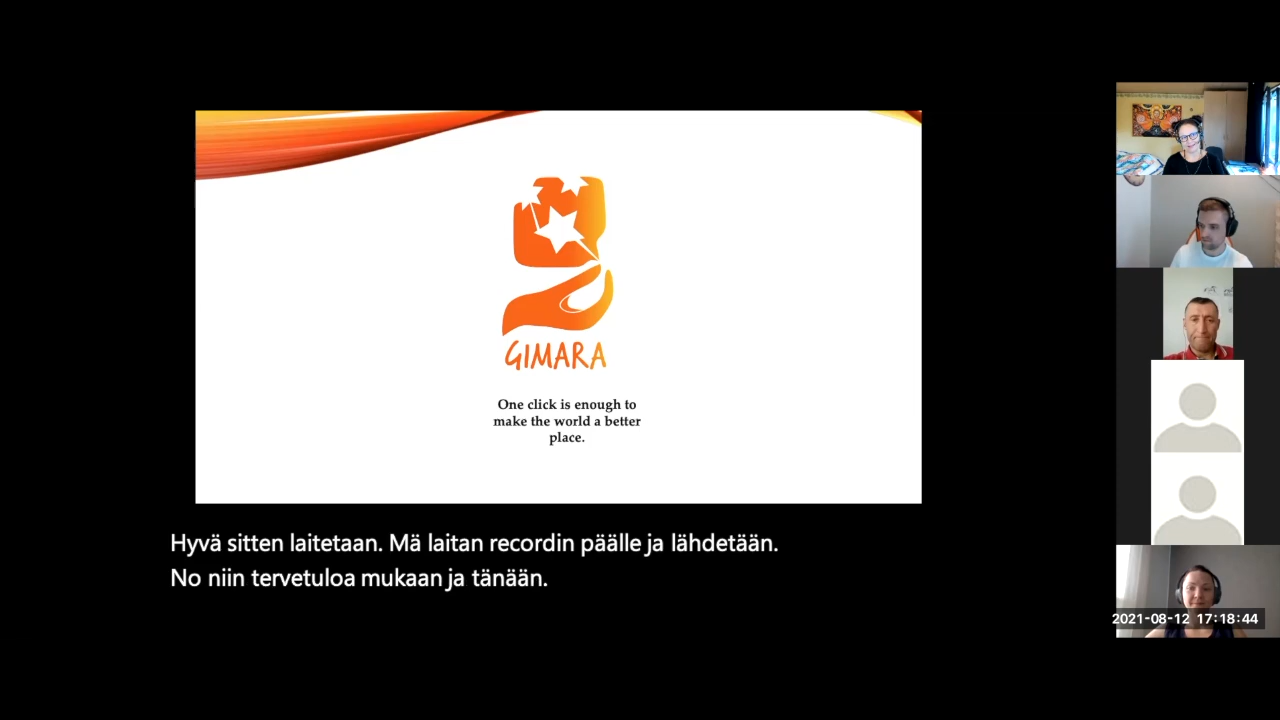 GIMARA
One click is enough to
make the world a better
place.
Hyvä sitten laitetaan. Mä laitan recordin päälle ja lähdetään.
No niin tervetuloa mukaan ja tänään.
2021-08-12 17:18:44